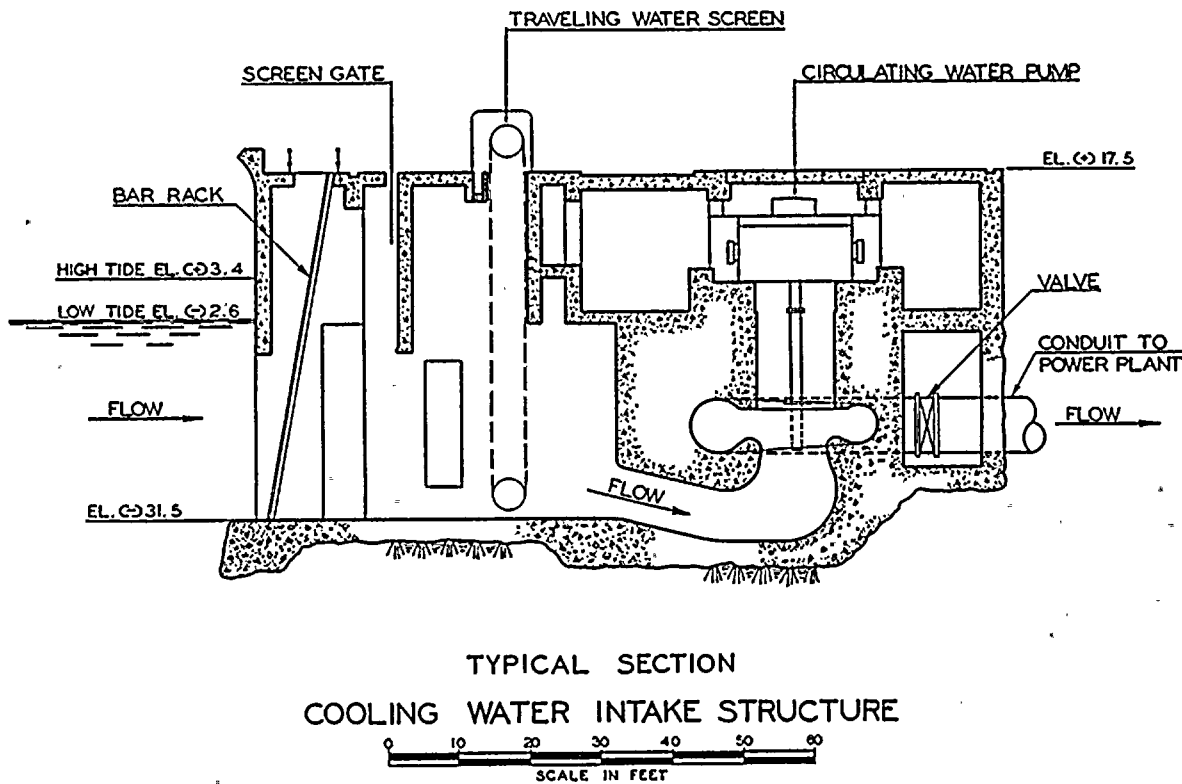 TRAVELING WATER SCREEN
SCREEN GATE
CIRCULATING WATER PUMP
EL. (+) 17.5
BAR RACK
HIGH TIDE EL. (-) 3.4
VALVE
LOW TIDE EL. (-) 2.6
CONDUIT TO
POWER PLANT
FLOW
FLOW
FLOW
EL. (-) 31.5
TYPICAL SECTION
COOLING WATER INTAKE STRUCTURE
0 10 20 30 40 50 60
SCALE IN FEET